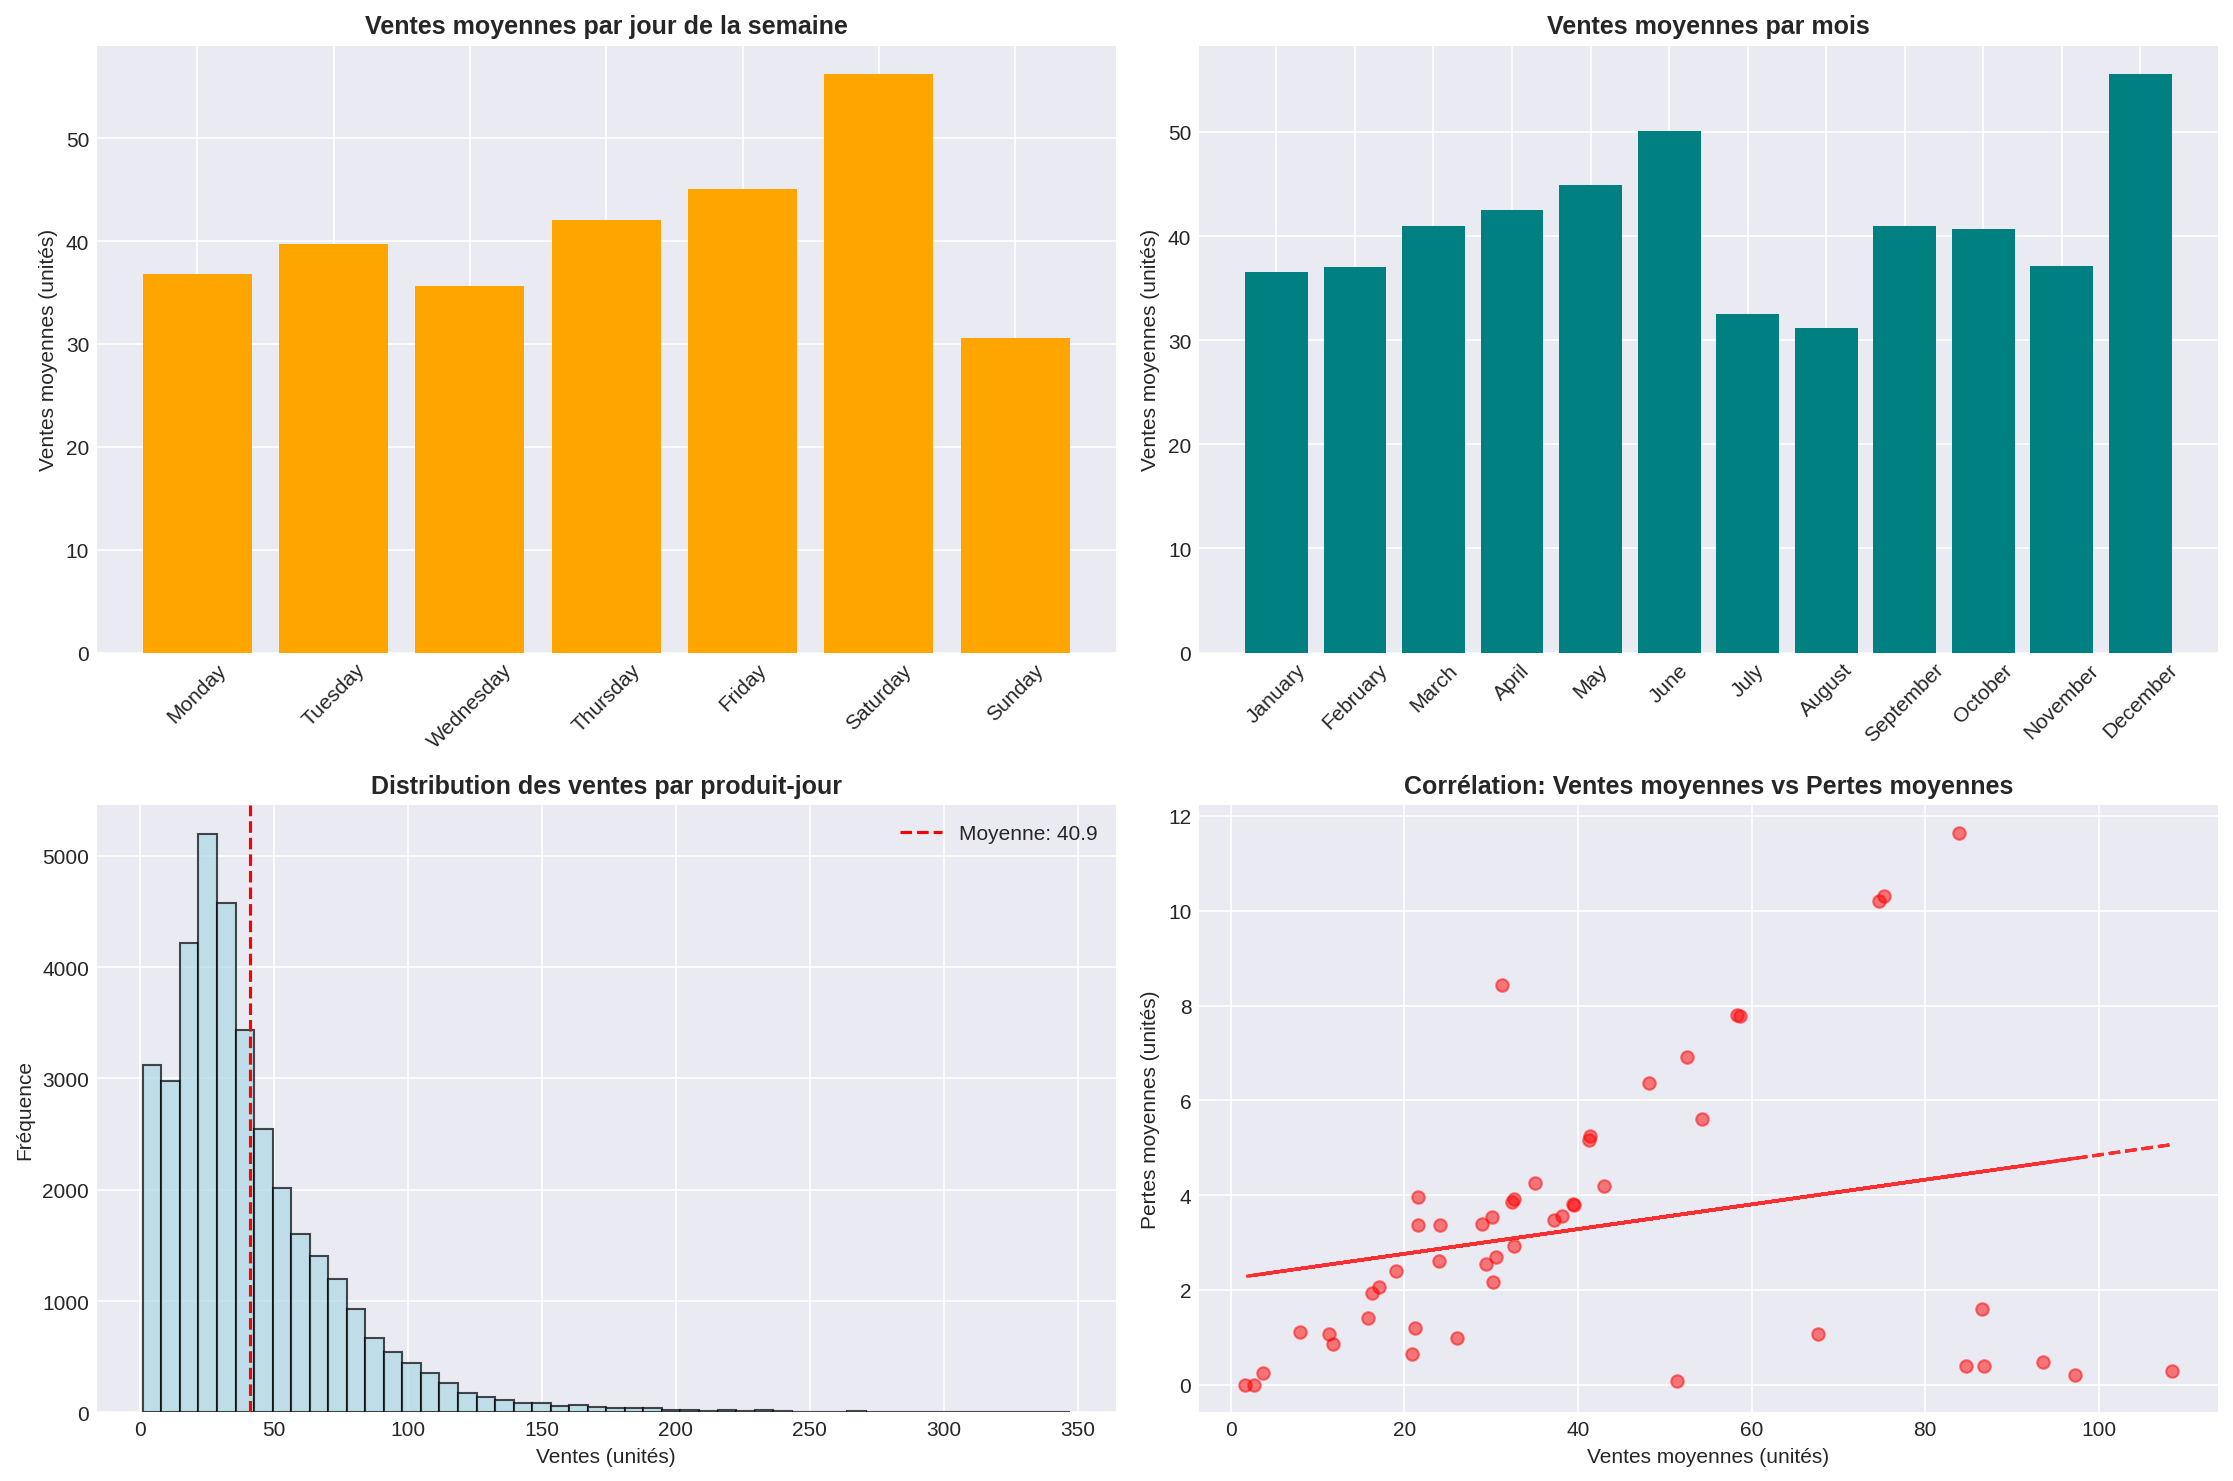 Ventes moyennes par jour de la semaine
Ventes moyennes (unités)
50
40
30
20
10
0
Monday
Tuesday
Wednesday
Thursday
Friday
Saturday
Sunday
Ventes moyennes par mois
Ventes moyennes (unités)
50
40
30
20
10
0
January
February
March
April
May
June
July
August
September
October
November
December
Distribution des ventes par produit-jour
Moyenne: 40.9
Fréquence
5000
4000
3000
2000
1000
0
0 50 100 150 200 250 300 350
Ventes (unités)
Corrélation: Ventes moyennes vs Pertes moyennes
Pertes moyennes (unités)
12
10
8
6
4
2
0
0 20 40 60 80 100
Ventes moyennes (unités)